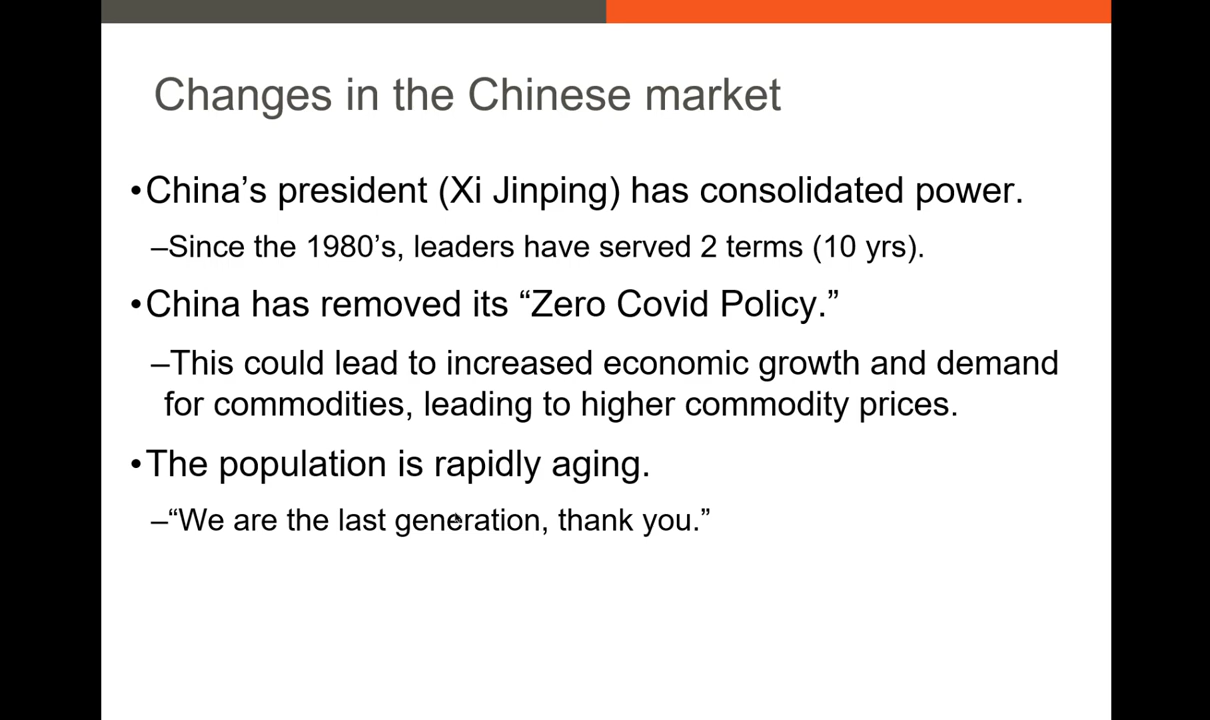 Changes in the Chinese market
•China’s president (Xi Jinping) has consolidated power.
–Since the 1980’s, leaders have served 2 terms (10 yrs).
•China has removed its “Zero Covid Policy.”
–This could lead to increased economic growth and demand
for commodities, leading to higher commodity prices.
•The population is rapidly aging.
–“We are the last generation, thank you.”